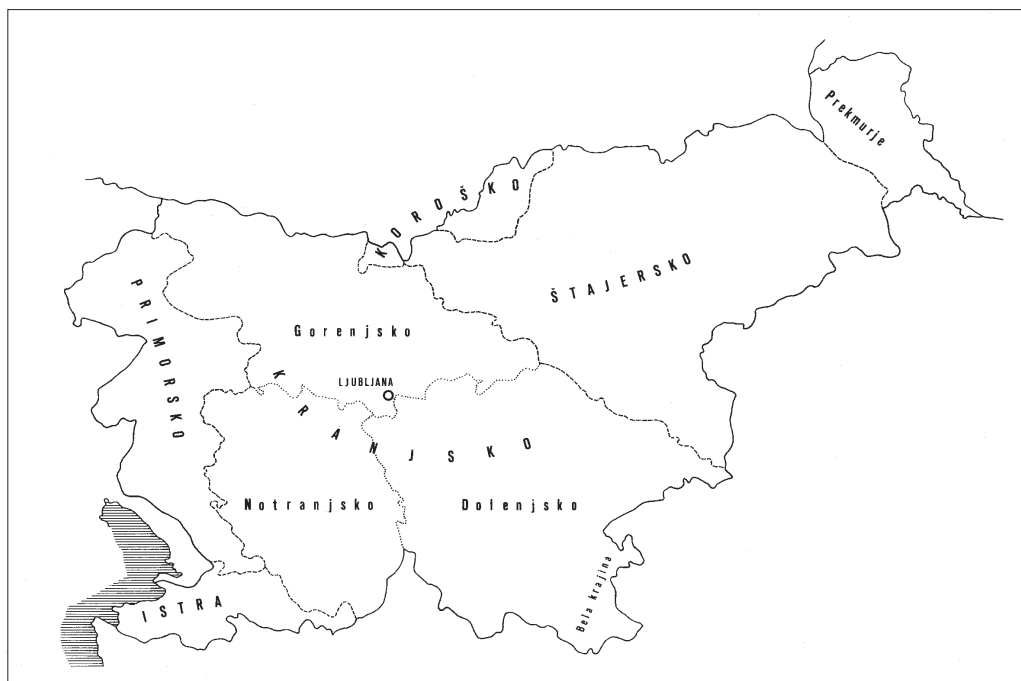 Prekmurje
KOROŠKO
ŠTAJERSKO
PRIMORSKO
Gorenjsko
LJUBLJANA
KRANJSKO
Notranjsko
Dolenjsko
Bela krajina
ISTRA